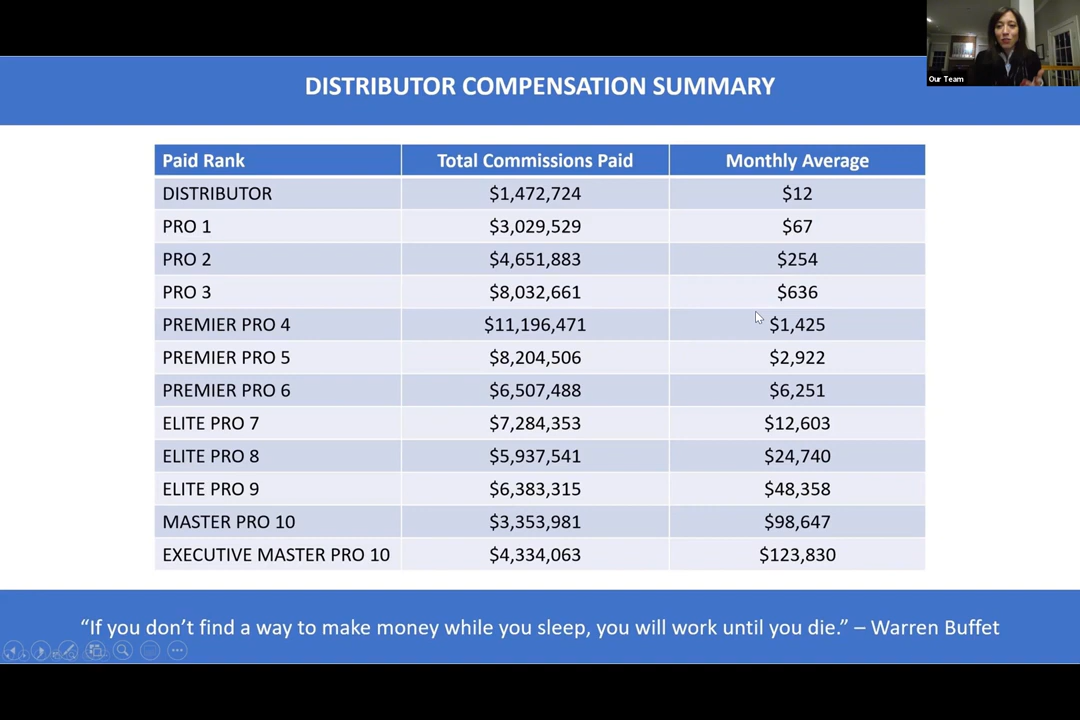 Our Team
DISTRIBUTOR COMPENSATION SUMMARY
Paid Rank Total Commissions Paid Monthly Average
DISTRIBUTOR $1,472,724 $12
PRO 1 $3,029,529 $67
PRO 2 $4,651,883 $254
PRO 3 $8,032,661 $636
PREMIER PRO 4 $11,196,471 $1,425
PREMIER PRO 5 $8,204,506 $2,922
PREMIER PRO 6 $6,507,488 $6,251
ELITE PRO 7 $7,284,353 $12,603
ELITE PRO 8 $5,937,541 $24,740
ELITE PRO 9 $6,383,315 $48,358
MASTER PRO 10 $3,353,981 $98,647
EXECUTIVE MASTER PRO 10 $4,334,063 $123,830
“If you don’t find a way to make money while you sleep, you will work until you die.” – Warren Buffet